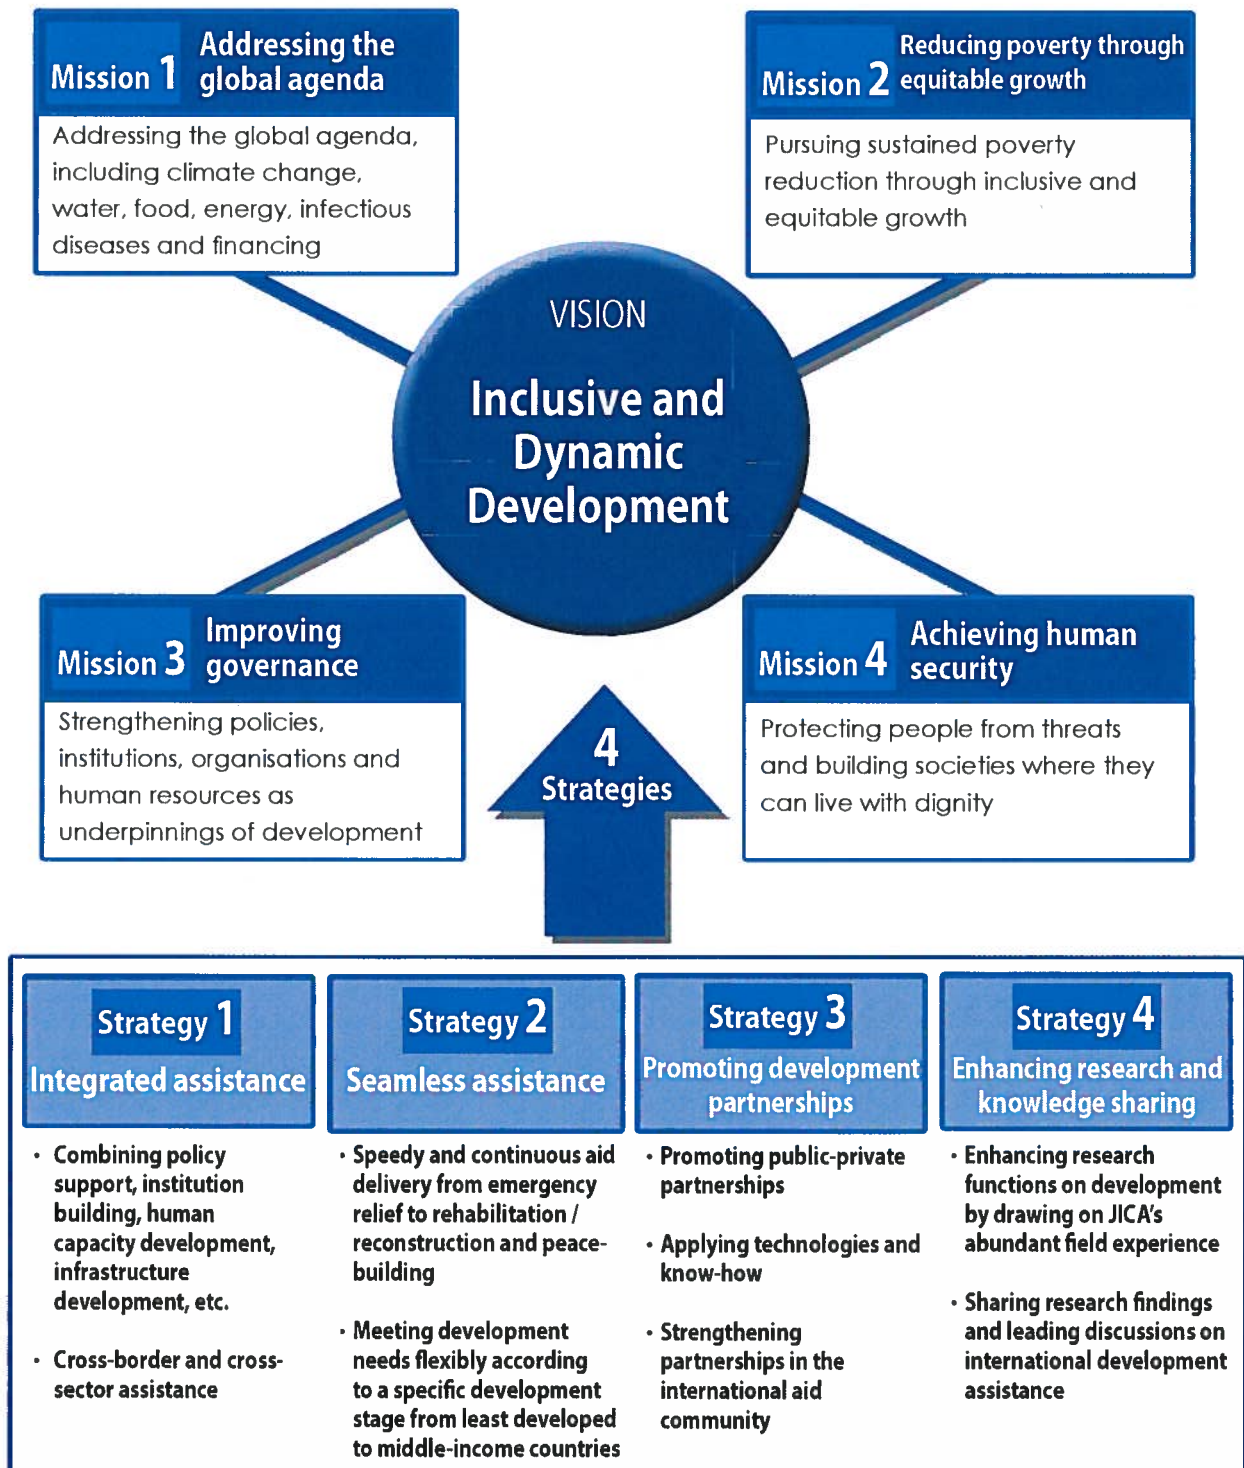 Mission 1 Addressing the
global agenda
Addressing the global agenda,
including climate change,
water, food, energy, infectious
diseases and financing
Mission 2 Reducing poverty through
equitable growth
Pursuing sustained poverty
reduction through inclusive and
equitable growth
VISION
Inclusive and
Dynamic
Development
Mission 3 Improving
governance
Strengthening policies,
institutions, organisations and
human resources as
underpinnings of development
Mission 4 Achieving human
security
Protecting people from threats
and building societies where they
can live with dignity
4
Strategies
Strategy 1
Integrated assistance
· Combining policy
support, institution
building, human
capacity development,
infrastructure
development, etc.
· Cross-border and cross-
sector assistance
Strategy 2
Seamless assistance
· Speedy and continuous aid
delivery from emergency
relief to rehabilitation /
reconstruction and peace-
building
· Meeting development
needs flexibly according
to a specific development
stage from least developed
to middle-income countries
Strategy 3
Promoting development
partnerships
· Promoting public-private
partnerships
· Applying technologies and
know-how
· Strengthening
partnerships in the
international aid
community
Strategy 4
Enhancing research and
knowledge sharing
· Enhancing research
functions on development
by drawing on JICA's
abundant field experience
· Sharing research findings
and leading discussions on
international development
assistance